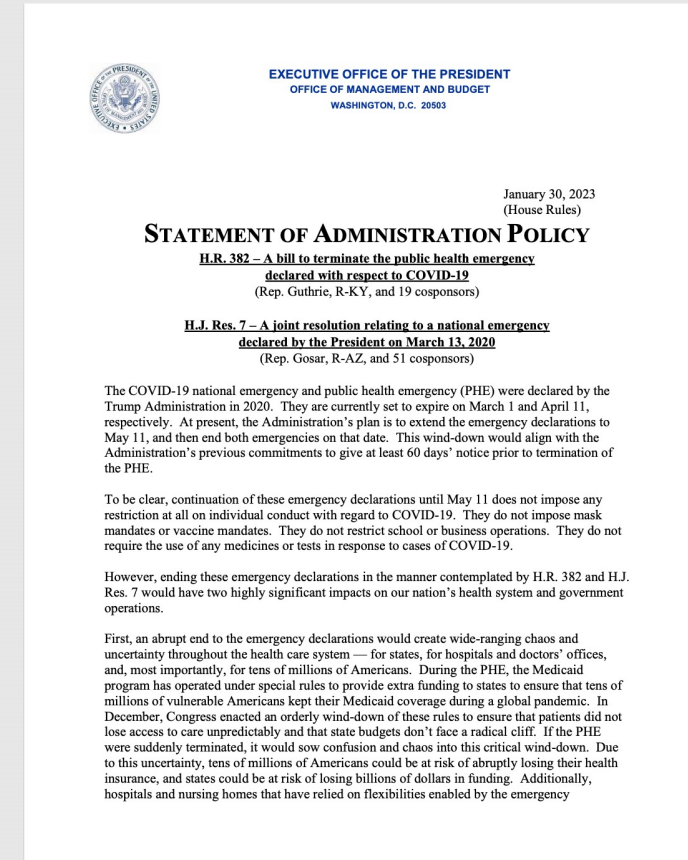 EXECUTIVE OFFICE OF THE PRESIDENT
OFFICE OF MANAGEMENT AND BUDGET
WASHINGTON, D.C. 20503
January 30, 2023
(House Rules)
STATEMENT OF ADMINISTRATION POLICY
H.R. 382 – A bill to terminate the public health emergency
declared with respect to COVID-19
(Rep. Guthrie, R-KY, and 19 cosponsors)
H.J. Res. 7 – A joint resolution relating to a national emergency
declared by the President on March 13, 2020
(Rep. Gosar, R-AZ, and 51 cosponsors)
The COVID-19 national emergency and public health emergency (PHE) were declared by the
Trump Administration in 2020. They are currently set to expire on March 1 and April 11,
respectively. At present, the Administration’s plan is to extend the emergency declarations to
May 11, and then end both emergencies on that date. This wind-down would align with the
Administration’s previous commitments to give at least 60 days’ notice prior to termination of
the PHE.
To be clear, continuation of these emergency declarations until May 11 does not impose any
restriction at all on individual conduct with regard to COVID-19. They do not impose mask
mandates or vaccine mandates. They do not restrict school or business operations. They do not
require the use of any medicines or tests in response to cases of COVID-19.
However, ending these emergency declarations in the manner contemplated by H.R. 382 and H.J.
Res. 7 would have two highly significant impacts on our nation’s health system and government
operations.
First, an abrupt end to the emergency declarations would create wide-ranging chaos and
uncertainty throughout the health care system — for states, for hospitals and doctors’ offices,
and, most importantly, for tens of millions of Americans. During the PHE, the Medicaid
program has operated under special rules to provide extra funding to states to ensure that tens of
millions of vulnerable Americans kept their Medicaid coverage during a global pandemic. In
December, Congress enacted an orderly wind-down of these rules to ensure that patients did not
lose access to care unpredictably and that state budgets don’t face a radical cliff. If the PHE
were suddenly terminated, it would sow confusion and chaos into this critical wind-down. Due
to this uncertainty, tens of millions of Americans could be at risk of abruptly losing their health
insurance, and states could be at risk of losing billions of dollars in funding. Additionally,
hospitals and nursing homes that have relied on flexibilities enabled by the emergency